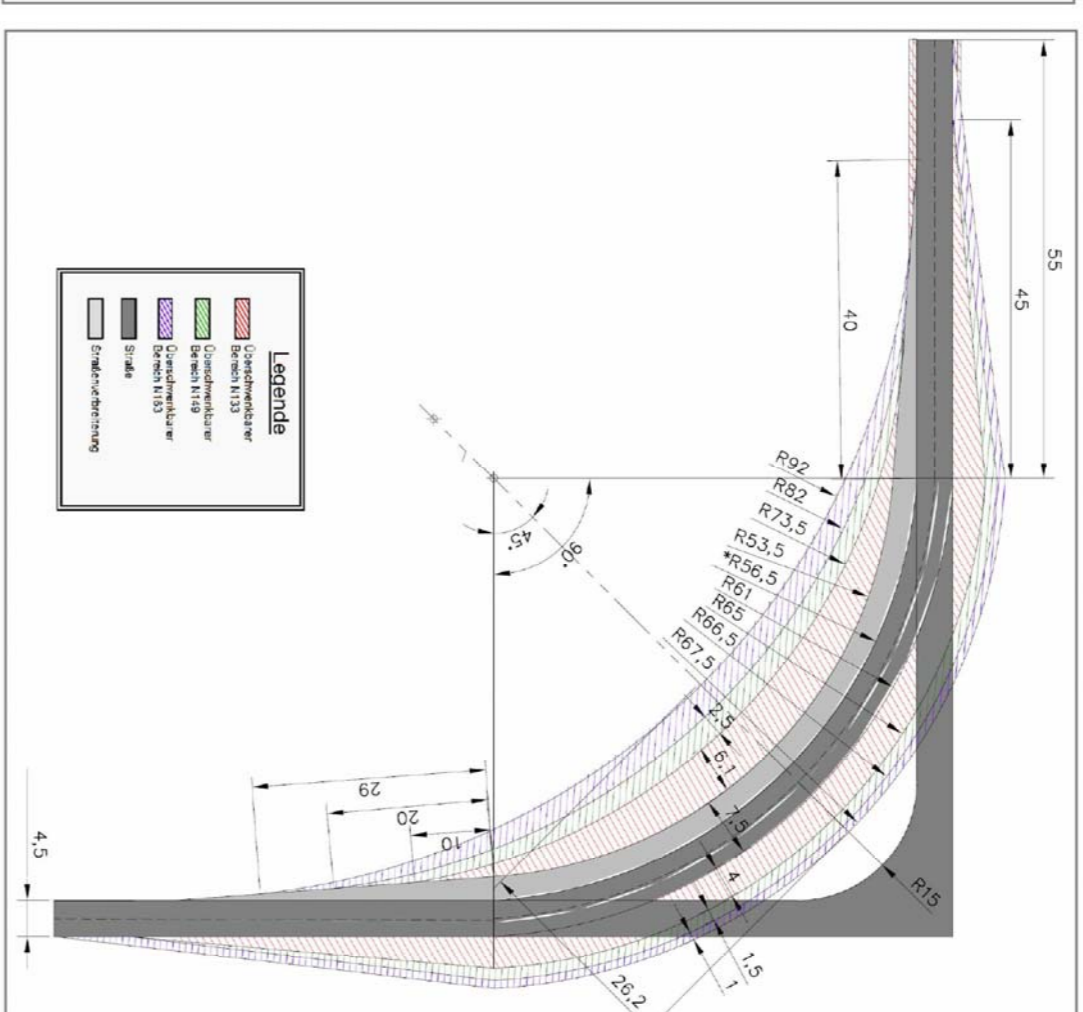 55
45
40
Legende
Überschwenkbarer
Bereich N133
Überschwenkbarer
Bereich N149
Überschwenkbarer
Bereich N163
Straße
Straßenverbreiterung
45°
90°
R92
R82
R73,5
R53,5
*R56,5
R61
R65
R66,5
R67,5
2,5
6,1
7,5
4
1,5
1
R15
26,2
29
20
10
4,5